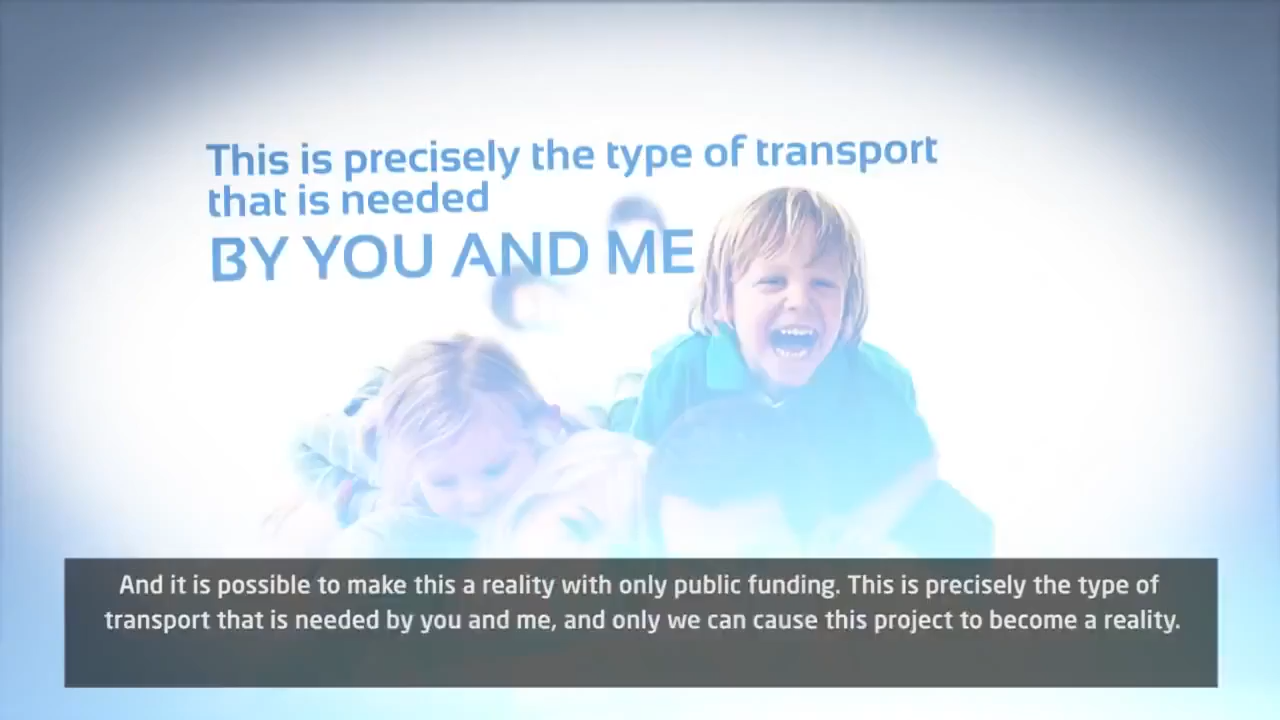 This is precisely the type of transport
that is needed
BY YOU AND ME
And it is possible to make this a reality with only public funding. This is precisely the type of
transport that is needed by you and me, and only we can cause this project to become a reality.